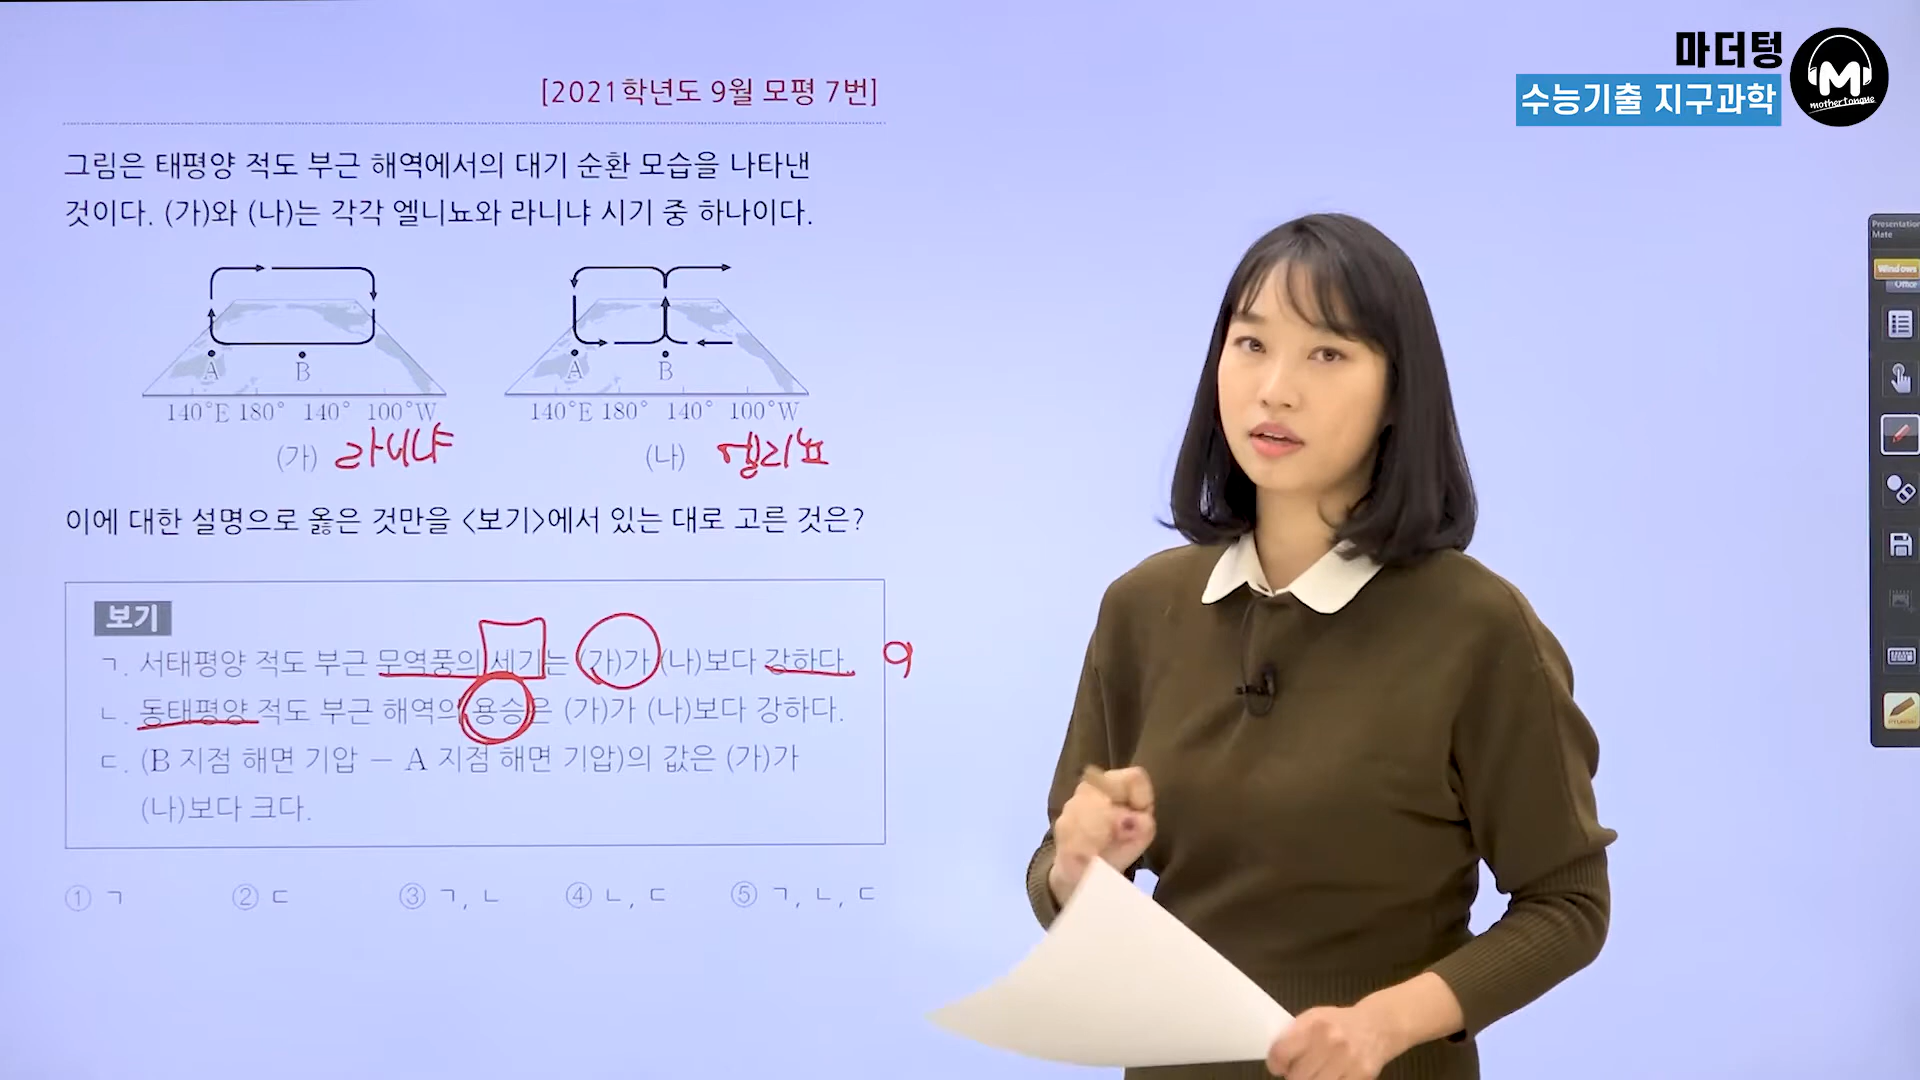 마더텅
수능기출 지구과학
mothertongue
[2021학년도 9월 모평 7번]
그림은 태평양 적도 부근 해역에서의 대기 순환 모습을 나타낸
것이다. (가)와 (나)는 각각 엘니뇨와 라니냐 시기 중 하나이다.
A B
140°E 180° 140° 100°W
(가) 라니냐
A B
140°E 180° 140° 100°W
(나) 엘리뇨
이에 대한 설명으로 옳은 것만을 <보기>에서 있는 대로 고른 것은?
보기
ㄱ. 서태평양 적도 부근 무역풍의 세기는 (가)가 (나)보다 강하다.
ㄴ. 동태평양 적도 부근 해역의 용승은 (가)가 (나)보다 강하다.
ㄷ. (B 지점 해면 기압 − A 지점 해면 기압)의 값은 (가)가
(나)보다 크다.
① ㄱ ② ㄷ ③ ㄱ, ㄴ ④ ㄴ, ㄷ ⑤ ㄱ, ㄴ, ㄷ
Presentation
Mate
Windows
Office